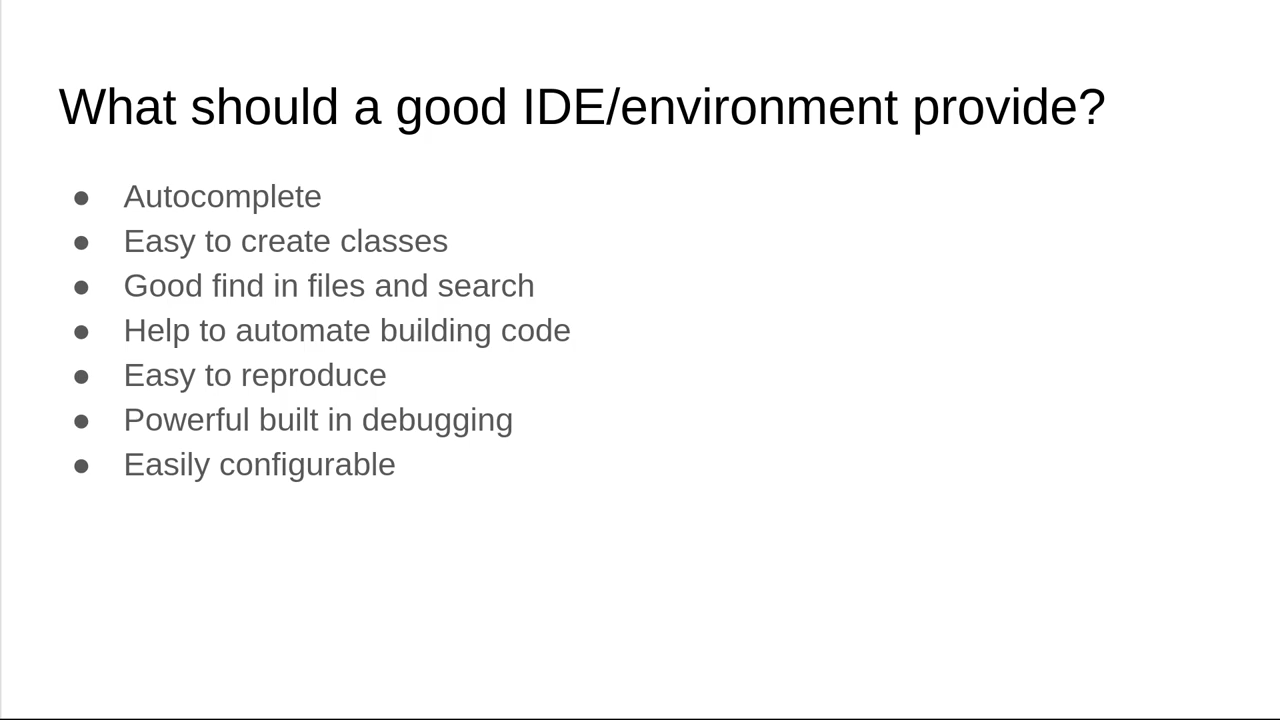 What should a good IDE/environment provide?
● Autocomplete
● Easy to create classes
● Good find in files and search
● Help to automate building code
● Easy to reproduce
● Powerful built in debugging
● Easily configurable